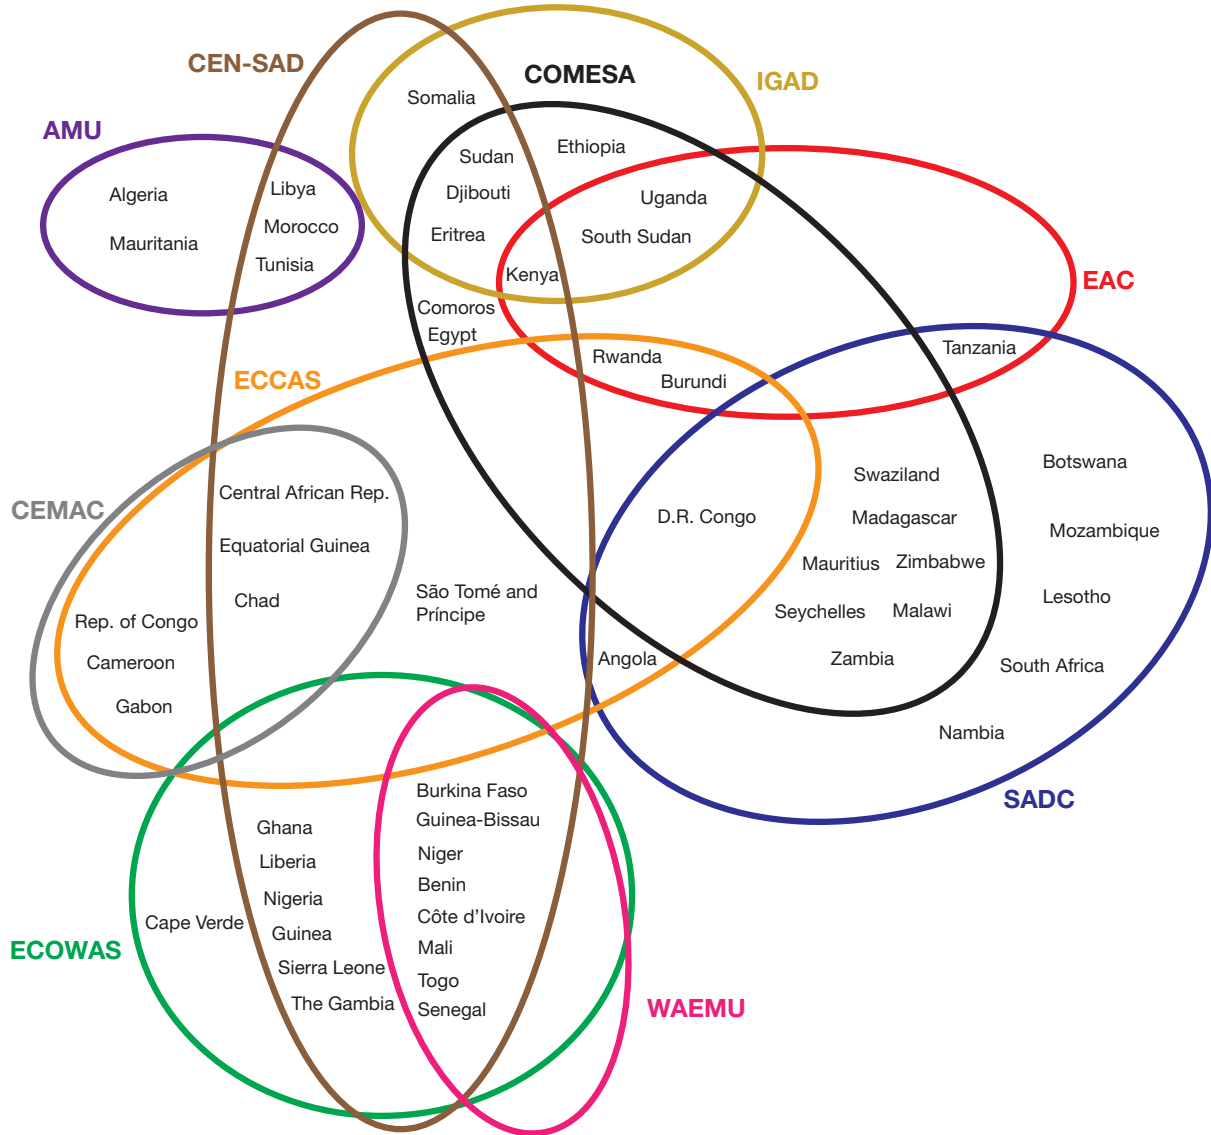 CEN-SAD
COMESA
IGAD
Somalia
AMU
Ethiopia
Sudan
Algeria
Libya
Djibouti
Uganda
Morocco
Eritrea
South Sudan
Mauritania
Tunisia
Kenya
EAC
Comoros
Egypt
Tanzania
Rwanda
ECCAS
Burundi
Botswana
Swaziland
Central African Rep.
CEMAC
D.R. Congo
Madagascar
Mozambique
Equatorial Guinea
Mauritius
Zimbabwe
São Tomé and
Príncipe
Chad
Lesotho
Seychelles
Malawi
Rep. of Congo
Cameroon
Angola
Zambia
South Africa
Gabon
Nambia
Burkina Faso
SADC
Guinea-Bissau
Ghana
Niger
Liberia
Benin
Nigeria
Côte d’Ivoire
Cape Verde
Guinea
Mali
ECOWAS
Sierra Leone
Togo
The Gambia
Senegal
WAEMU